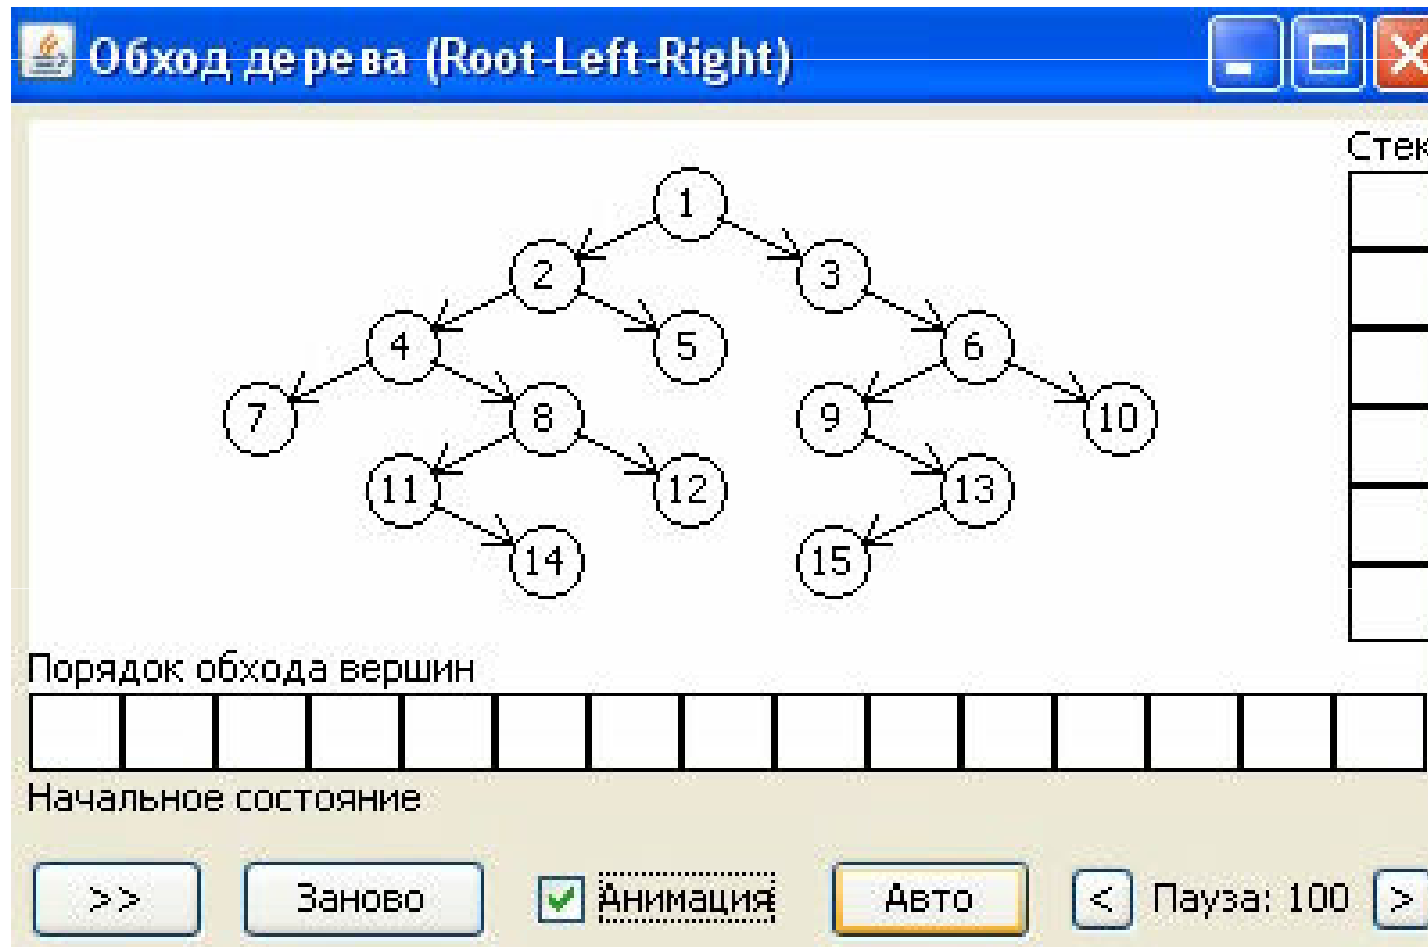 Обход дерева (Root-Left-Right)
Стек
1
2 3
4 5 6
7 8 9 10
11 12 13
14 15
Порядок обхода вершин
Начальное состояние
>> Заново Анимация Авто < Пауза: 100 >